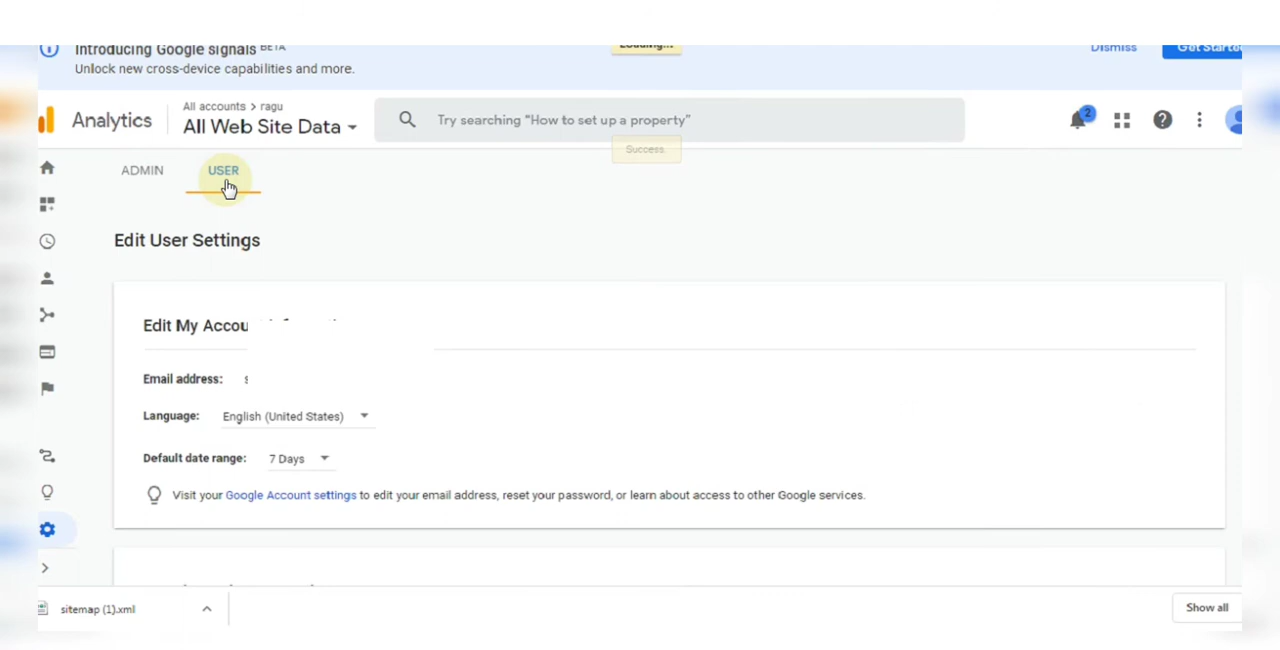 Introducing Google signals BETA
Loading...
Dismiss
Get Started
Unlock new cross-device capabilities and more.
All accounts > ragu
Analytics
All Web Site Data
Try searching "How to set up a property"
2
Success.
ADMIN
USER
Edit User Settings
Edit My Accou
Email address:
Language:
English (United States)
Default date range:
7 Days
Visit your Google Account settings to edit your email address, reset your password, or learn about access to other Google services.
sitemap (1).xml
Show all